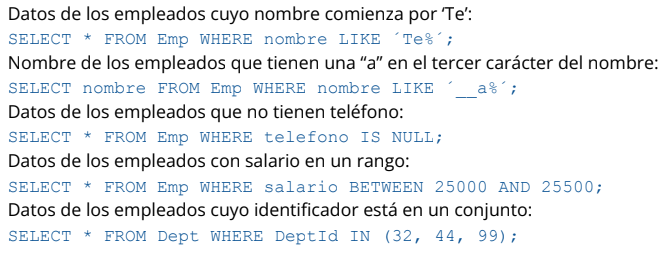 Datos de los empleados cuyo nombre comienza por ‘Te’:
SELECT * FROM Emp WHERE nombre LIKE ´Te%´;
Nombre de los empleados que tienen una “a” en el tercer carácter del nombre:
SELECT nombre FROM Emp WHERE nombre LIKE ´__a%´;
Datos de los empleados que no tienen teléfono:
SELECT * FROM Emp WHERE telefono IS NULL;
Datos de los empleados con salario en un rango:
SELECT * FROM Emp WHERE salario BETWEEN 25000 AND 25500;
Datos de los empleados cuyo identificador está en un conjunto:
SELECT * FROM Dept WHERE DeptId IN (32, 44, 99);